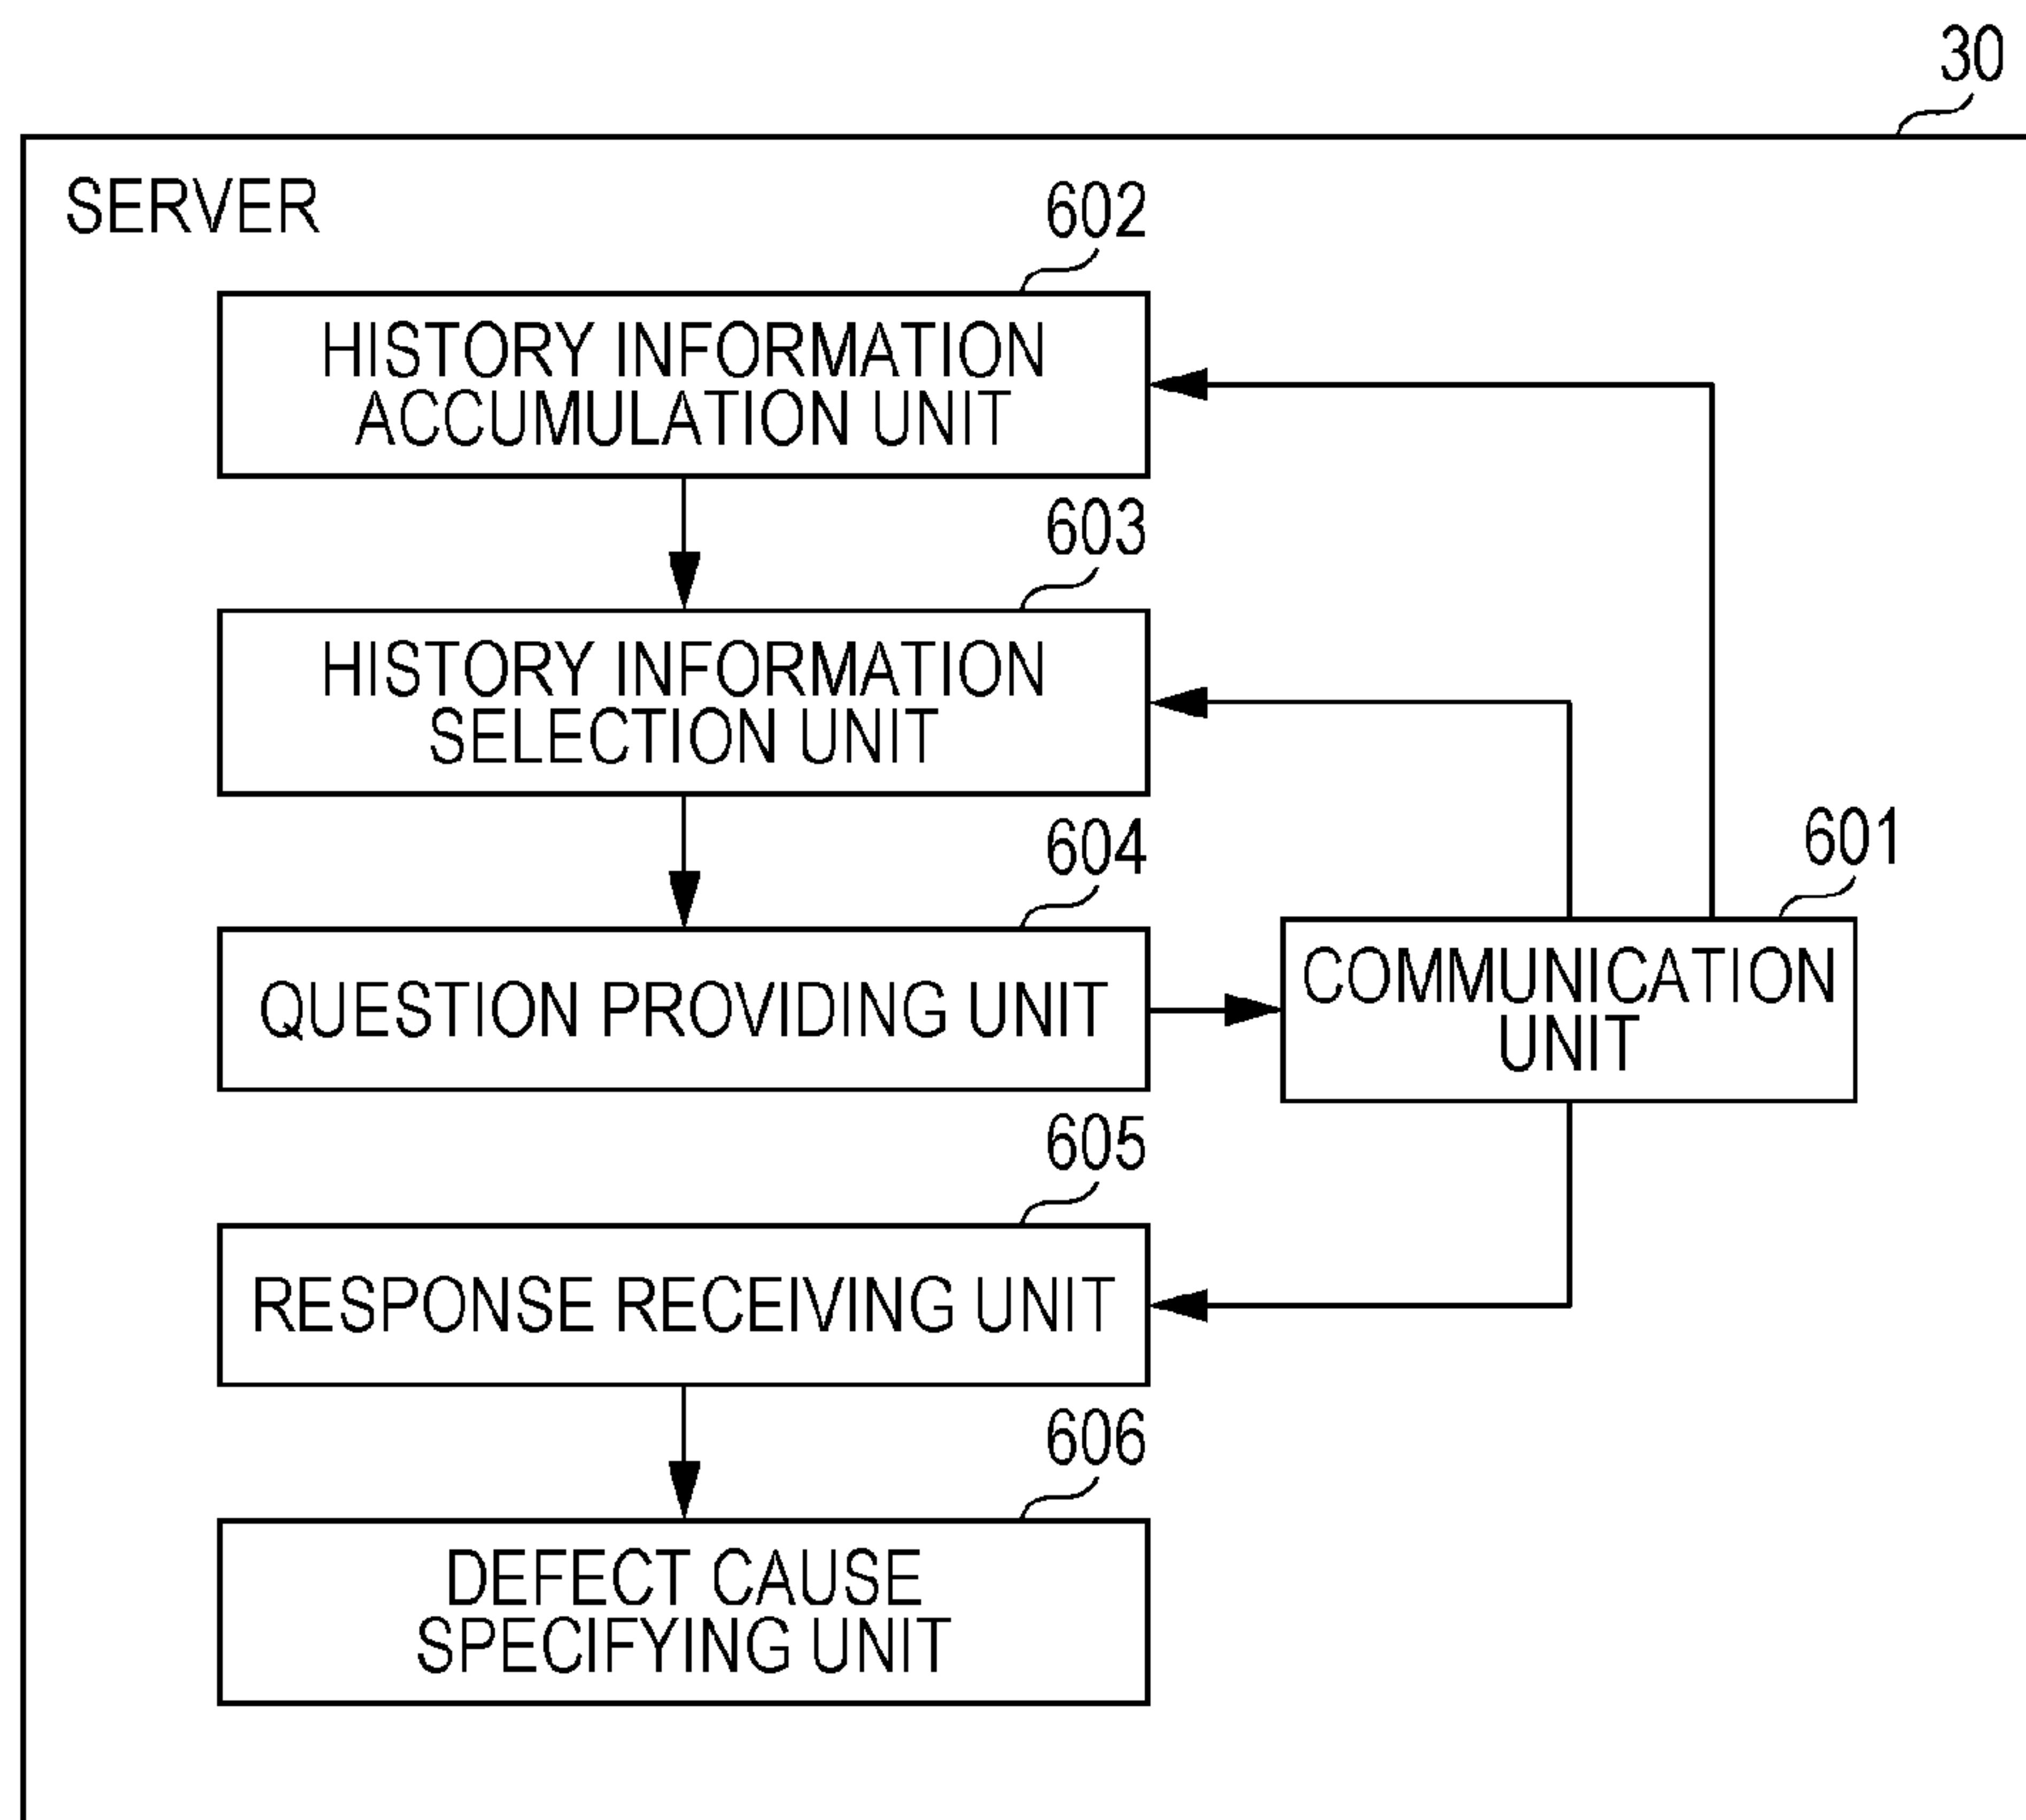 30
SERVER
602
HISTORY INFORMATION
ACCUMULATION UNIT
603
HISTORY INFORMATION
SELECTION UNIT
604
QUESTION PROVIDING UNIT
601
COMMUNICATION
UNIT
605
RESPONSE RECEIVING UNIT
606
DEFECT CAUSE
SPECIFYING UNIT